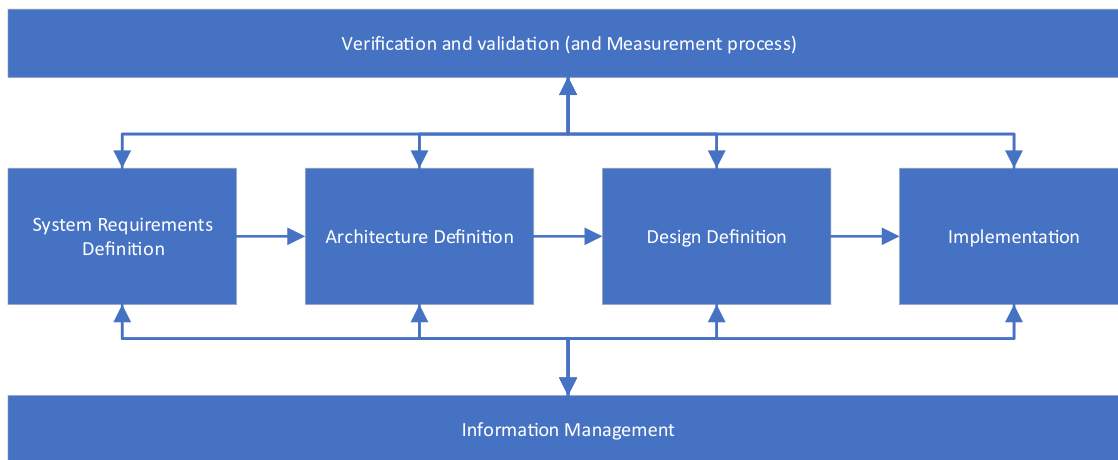 Verification and validation (and Measurement process)
System Requirements
Definition
Architecture Definition
Design Definition
Implementation
Information Management